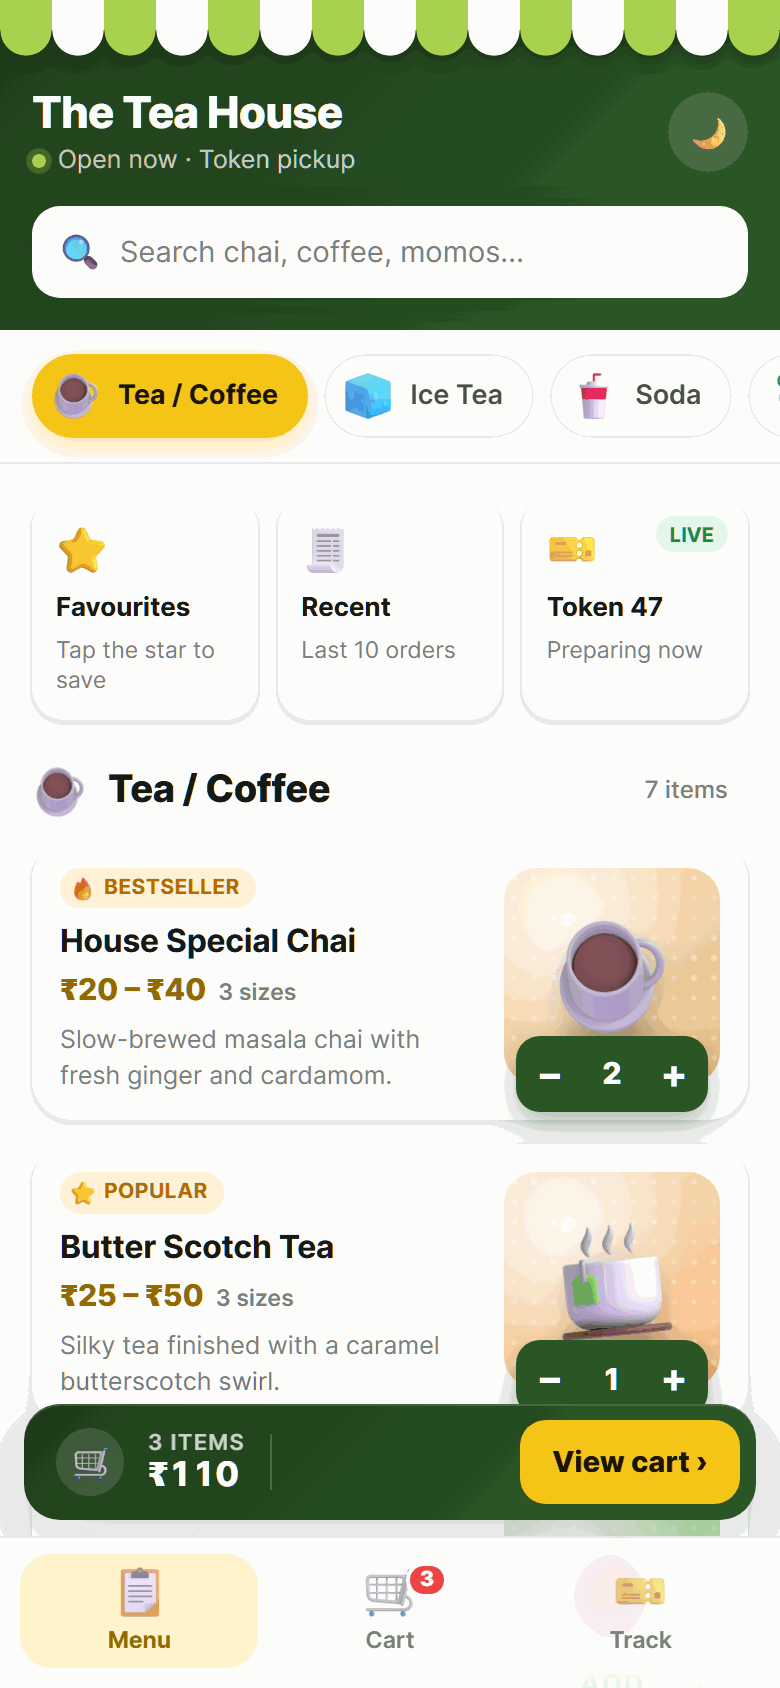 The Tea House
Open now · Token pickup
Search chai, coffee, momos...
Tea / Coffee
Ice Tea
Soda
Favourites
Tap the star to
save
Recent
Last 10 orders
LIVE
Token 47
Preparing now
Tea / Coffee
7 items
BESTSELLER
House Special Chai
₹20 – ₹40 3 sizes
Slow-brewed masala chai with
fresh ginger and cardamom.
− 2 +
POPULAR
Butter Scotch Tea
₹25 – ₹50 3 sizes
Silky tea finished with a caramel
butterscotch swirl.
− 1 +
3 ITEMS
₹110
View cart ›
Menu
3
Cart
Track
ADD